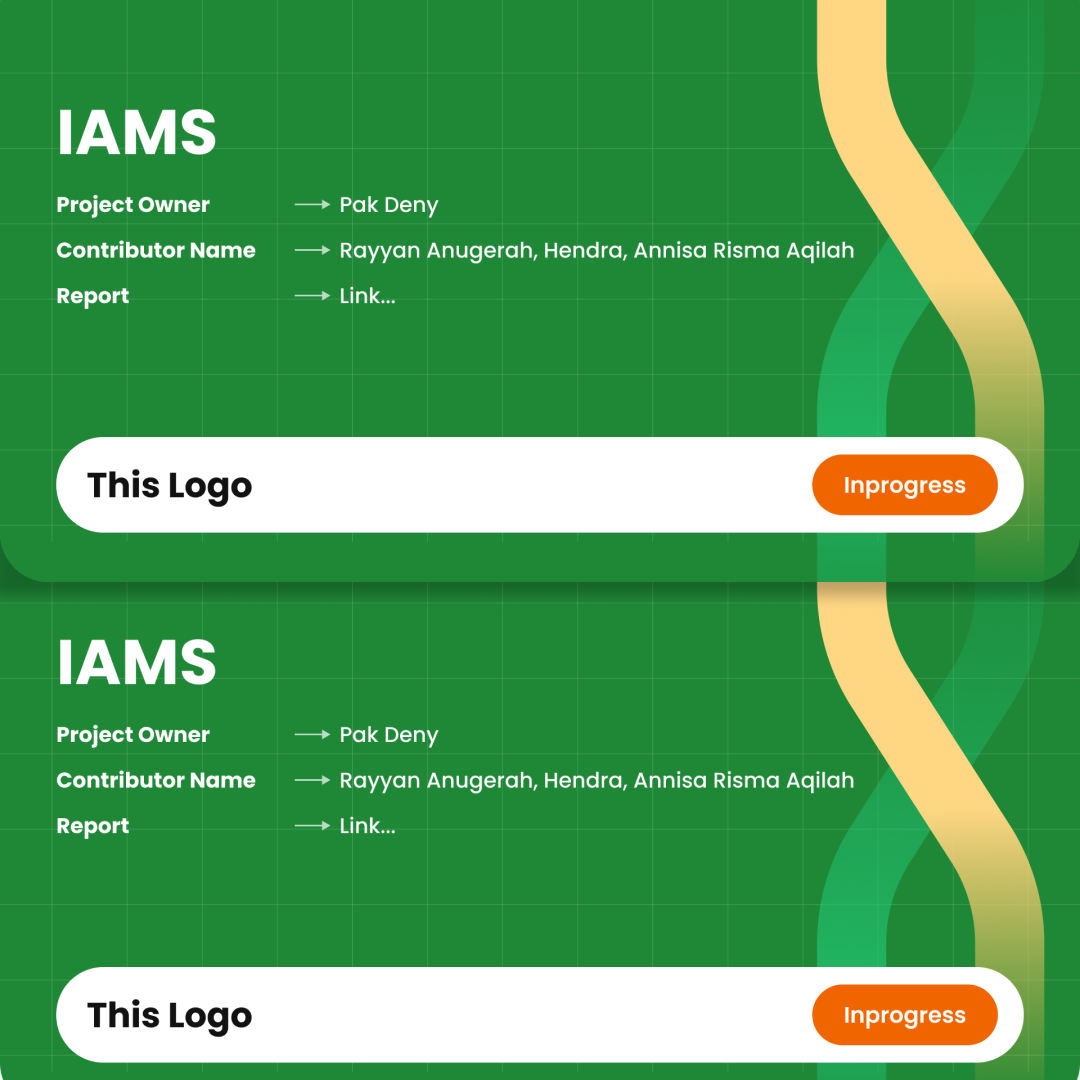 IAMS
Project Owner → Pak Deny
Contributor Name → Rayyan Anugerah, Hendra, Annisa Risma Aqilah
Report → Link...
This Logo Inprogress
IAMS
Project Owner → Pak Deny
Contributor Name → Rayyan Anugerah, Hendra, Annisa Risma Aqilah
Report → Link...
This Logo Inprogress